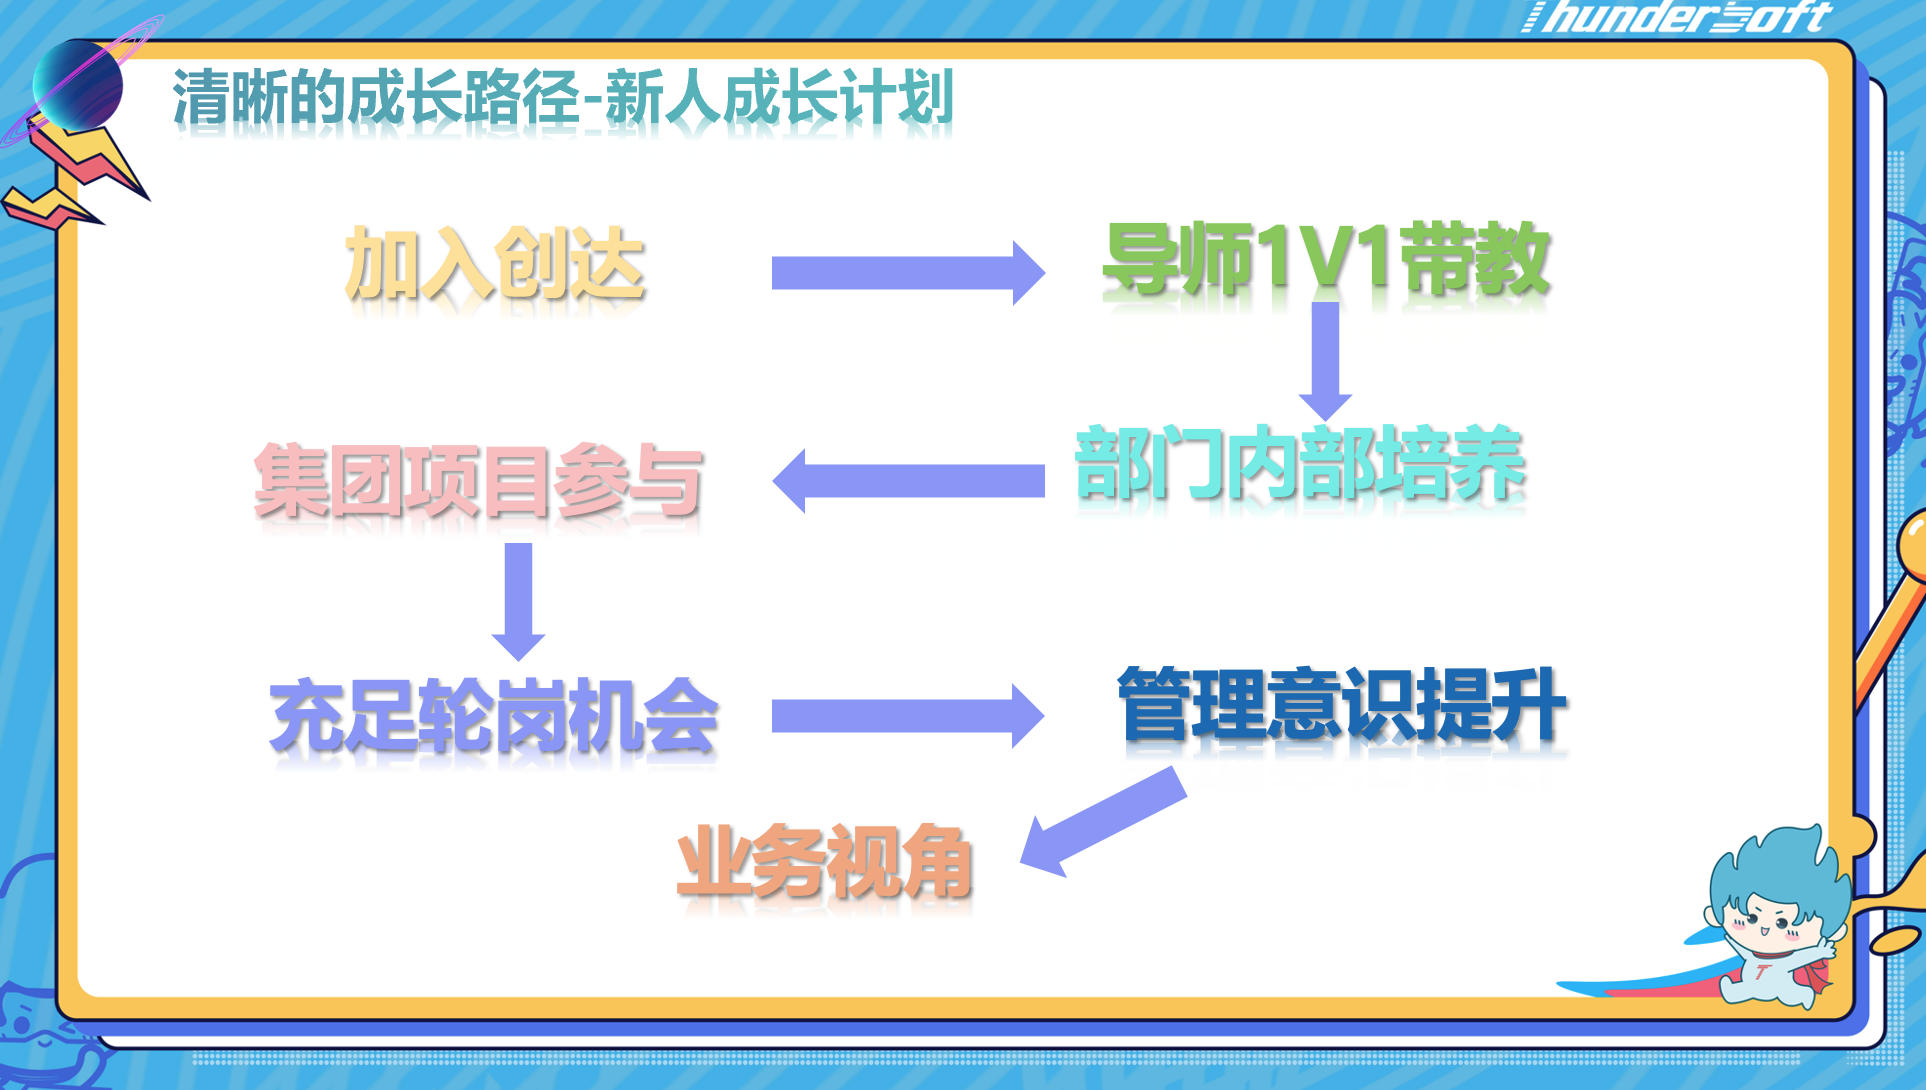 ThunderSoft
清晰的成长路径-新人成长计划
加入创达
导师1V1带教
部门内部培养
集团项目参与
充足轮岗机会
管理意识提升
业务视角
T